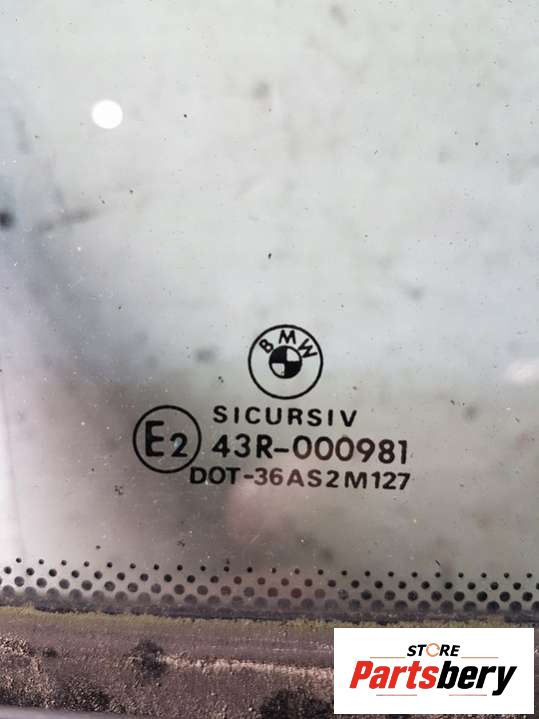 BMW
SICURSIV
E2 43R-000981
DOT-36AS2M127
STORE
Partsbery